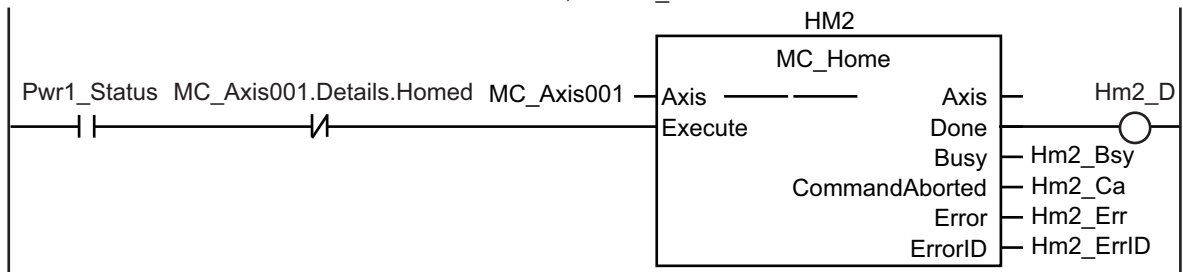 HM2
MC_Home
Pwr1_Status MC_Axis001.Details.Homed MC_Axis001 Axis Axis Hm2_D
Execute Done
Busy Hm2_Bsy
CommandAborted Hm2_Ca
Error Hm2_Err
ErrorID Hm2_ErrID